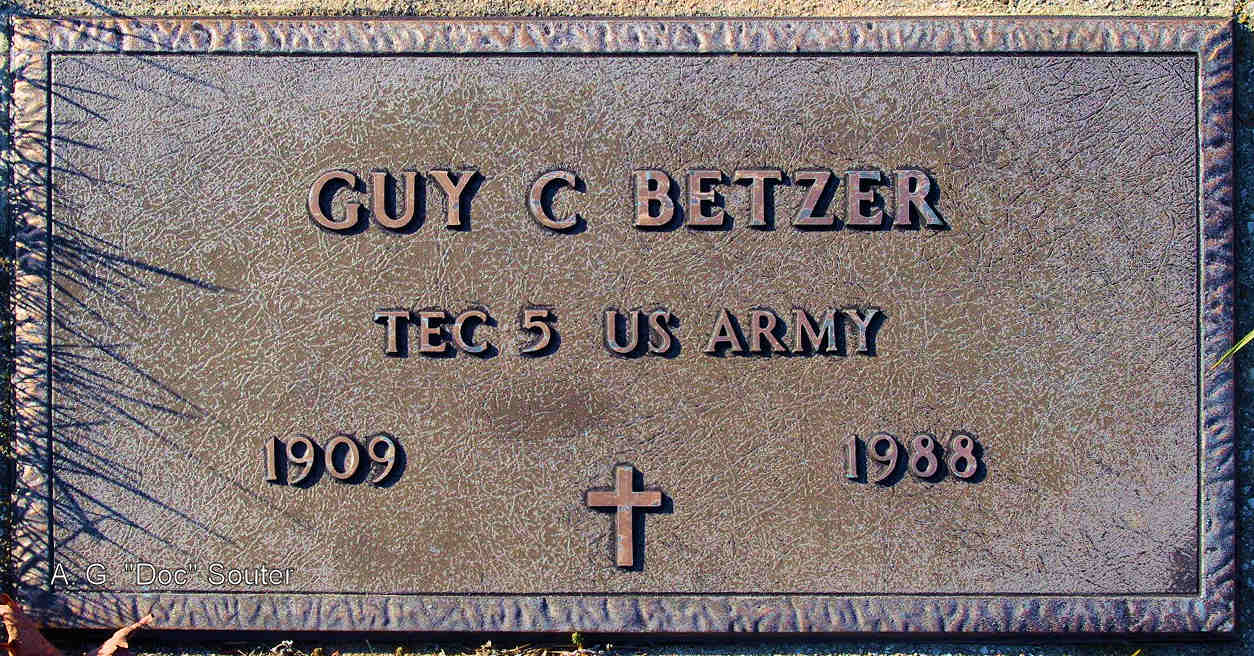 GUY C BETZER
TEC 5 US ARMY
1909 1988
A. G. "Doc" Souter